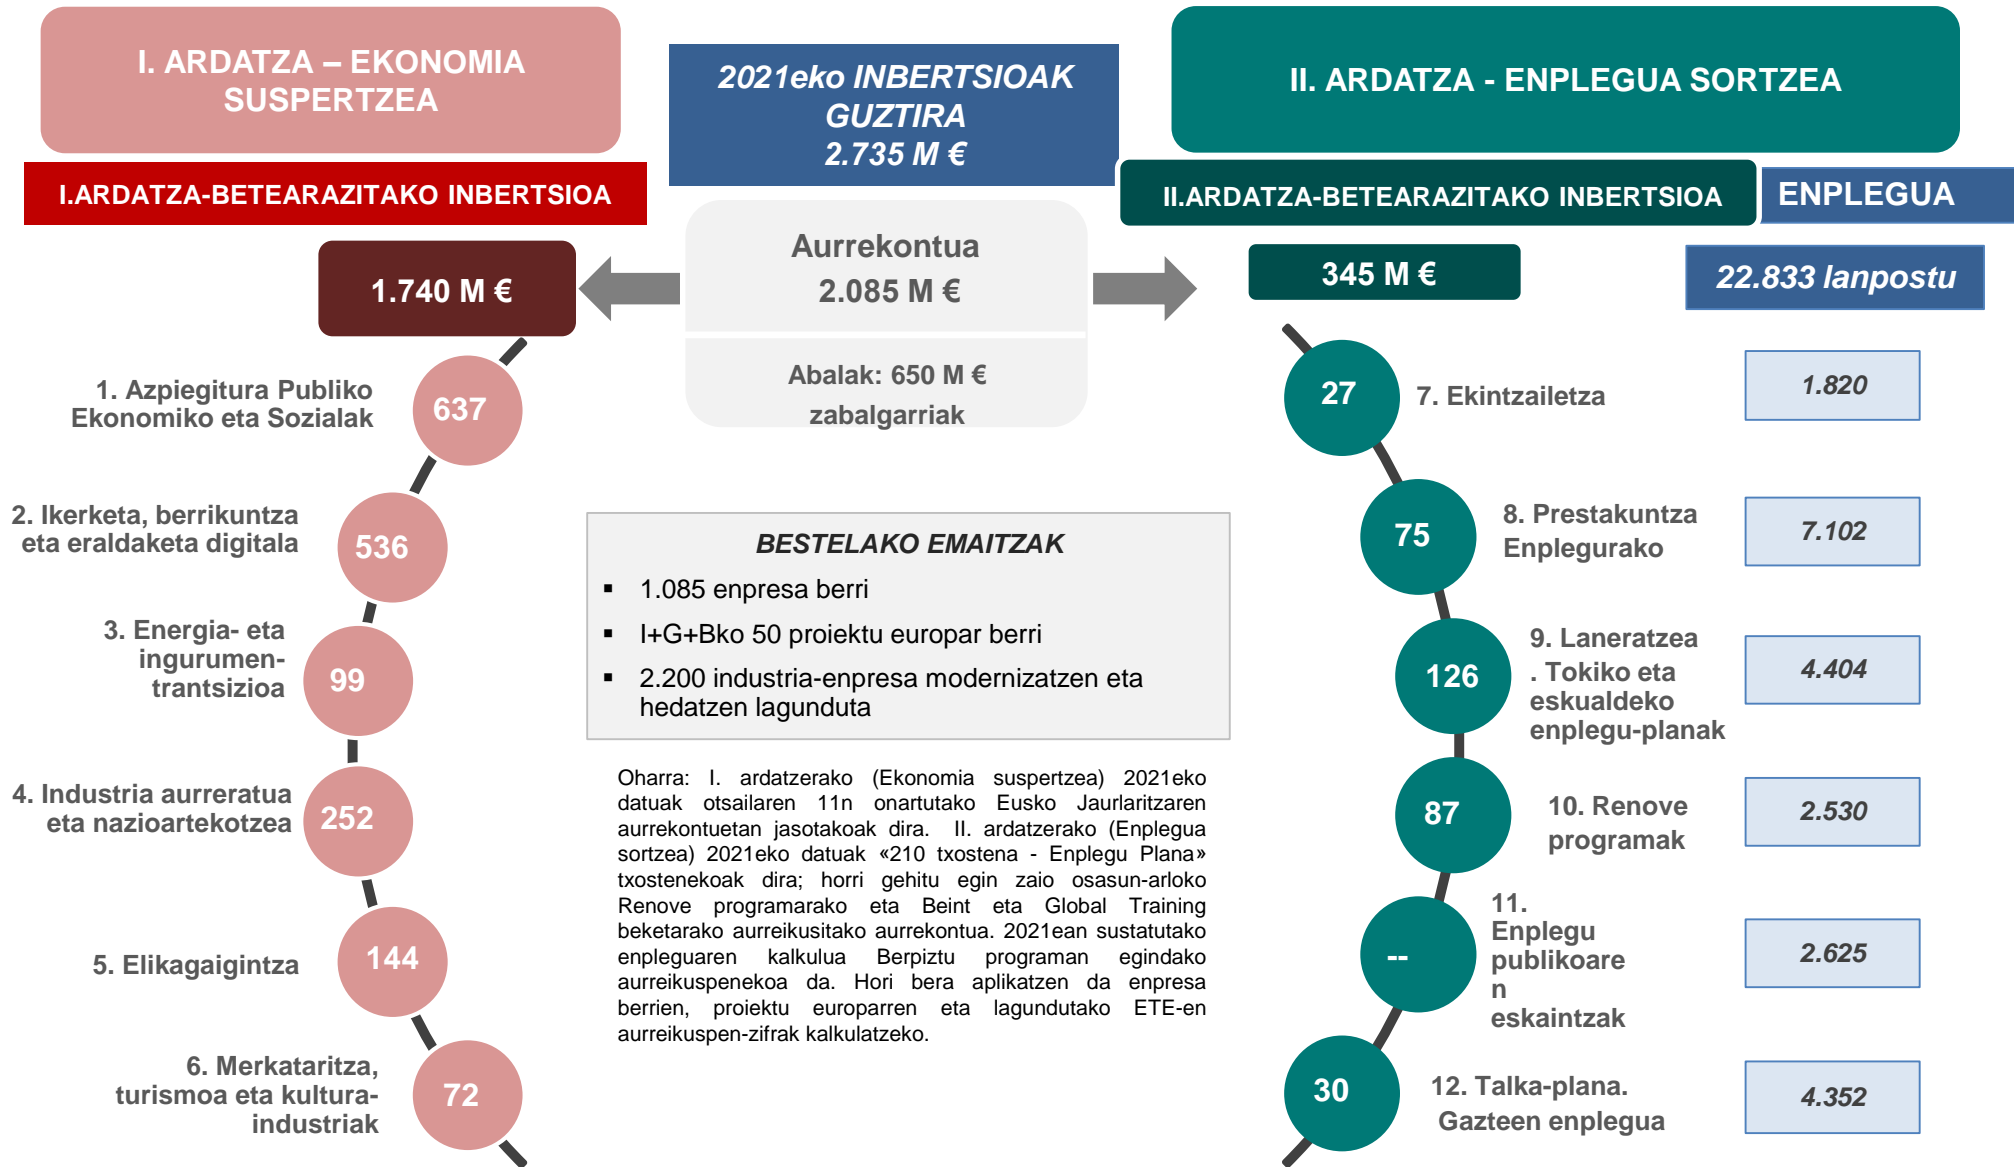 I. ARDATZA – EKONOMIA
SUSPERTZEA
I.ARDATZA-BETEARAZITAKO INBERTSIOA
1.740 M €
1. Azpiegitura Publiko
Ekonomiko eta Sozialak
637
2. Ikerketa, berrikuntza
eta eraldaketa digitala
536
3. Energia- eta
ingurumen-
trantsizioa
99
4. Industria aurreratua
eta nazioartekotzea
252
5. Elikagaigintza
144
6. Merkataritza,
turismoa eta kultura-
industriak
72
2021eko INBERTSIOAK
GUZTIRA
2.735 M €
Aurrekontua
2.085 M €
Abalak: 650 M €
zabalgarriak
BESTELAKO EMAITZAK
▪ 1.085 enpresa berri
▪ I+G+Bko 50 proiektu europar berri
▪ 2.200 industria-enpresa modernizatzen eta
hedatzen lagunduta
Oharra: I. ardatzerako (Ekonomia suspertzea) 2021eko
datuak otsailaren 11n onartutako Eusko Jaurlaritzaren
aurrekontuetan jasotakoak dira. II. ardatzerako (Enplegua
sortzea) 2021eko datuak «210 txostena - Enplegu Plana»
txostenekoak dira; horri gehitu egin zaio osasun-arloko
Renove programarako eta Beint eta Global Training
beketarako aurreikusitako aurrekontua. 2021ean sustatutako
enpleguaren kalkulua Berpiztu programan egindako
aurreikuspenekoa da. Hori bera aplikatzen da enpresa
berrien, proiektu europarren eta lagundutako ETE-en
aurreikuspen-zifrak kalkulatzeko.
II. ARDATZA - ENPLEGUA SORTZEA
II.ARDATZA-BETEARAZITAKO INBERTSIOA
ENPLEGUA
345 M €
22.833 lanpostu
27
7. Ekintzailetza
1.820
75
8. Prestakuntza
Enplegurako
7.102
126
9. Laneratzea
. Tokiko eta
eskualdeko
enplegu-planak
4.404
87
10. Renove
programak
2.530
--
11.
Enplegu
publikoare
n
eskaintzak
2.625
30
12. Talka-plana.
Gazteen enplegua
4.352